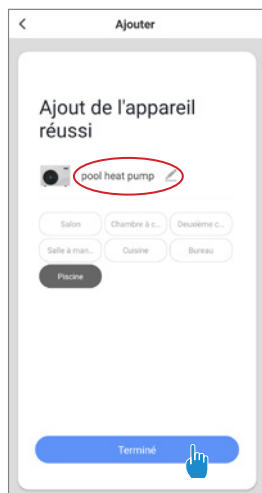 Ajouter
Ajout de l'appareil
réussi
pool heat pump
Salon
Chambre à c...
Deuxième c...
Salle à man...
Cuisine
Bureau
Piscine
Terminé